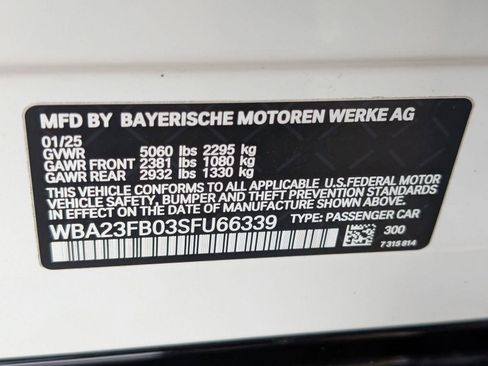 MFD BY BAYERISCHE MOTOREN WERKE AG
01/25
GVWR 5060 lbs 2295 kg
GAWR FRONT 2381 lbs 1080 kg
GAWR REAR 2932 lbs 1330 kg
THIS VEHICLE CONFORMS TO ALL APPLICABLE U.S.FEDERAL MOTOR
VEHICLE SAFETY, BUMPER AND THEFT PREVENTION STANDARDS
IN EFFECT ON THE DATE OF MANUFACTURE SHOWN ABOVE.
WBA23FB03SFU66339 TYPE: PASSENGER CAR
300
7 315 814